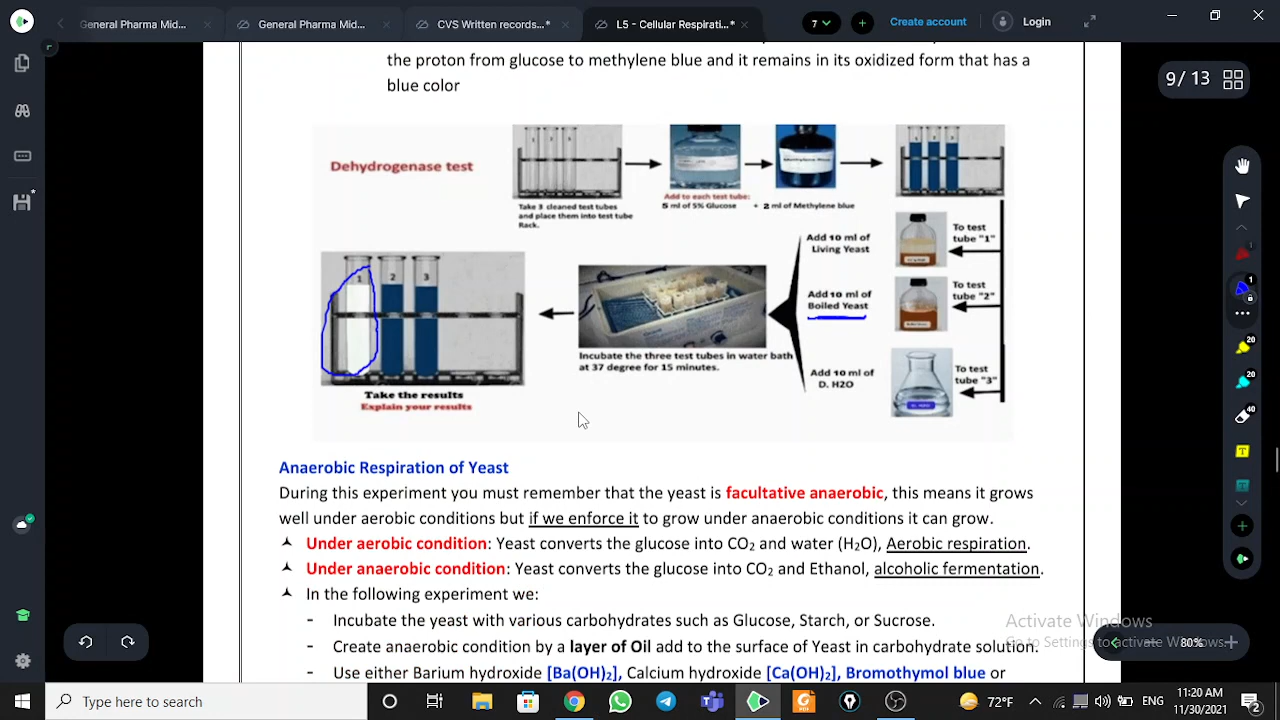 General Pharma Mid...
General Pharma Mid...
CVS Written records...*
L5 - Cellular Respirati...*
7
Create account
Login
the proton from glucose to methylene blue and it remains in its oxidized form that has a
blue color
9 / 13
Dehydrogenase test
1 2 3
Take 3 cleaned test tubes
and place them into test tube
Rack.
Add to each test tube:
5 ml of 5% Glucose + 2 ml of Methylene blue
To test
tube "1"
Add 10 ml of
Living Yeast
To test
tube "2"
Add 10 ml of
Boiled Yeast
To test
tube "3"
Add 10 ml of
D. H2O
1 2 3
Incubate the three test tubes in water bath
at 37 degree for 15 minutes.
Take the results
Explain your results
Anaerobic Respiration of Yeast
During this experiment you must remember that the yeast is facultative anaerobic, this means it grows
well under aerobic conditions but if we enforce it to grow under anaerobic conditions it can grow.
Under aerobic condition: Yeast converts the glucose into CO₂ and water (H₂O), Aerobic respiration.
Under anaerobic condition: Yeast converts the glucose into CO₂ and Ethanol, alcoholic fermentation.
In the following experiment we:
- Incubate the yeast with various carbohydrates such as Glucose, Starch, or Sucrose.
- Create anaerobic condition by a layer of Oil add to the surface of Yeast in carbohydrate solution.
- Use either Barium hydroxide [Ba(OH)₂], Calcium hydroxide [Ca(OH)₂], Bromothymol blue or
1
1
6
20
20
40
Activate Windows
Go to Settings to activate Windows.
80%
Type here to search
72°F
ENG
11:20 AM
11/30/2021
2